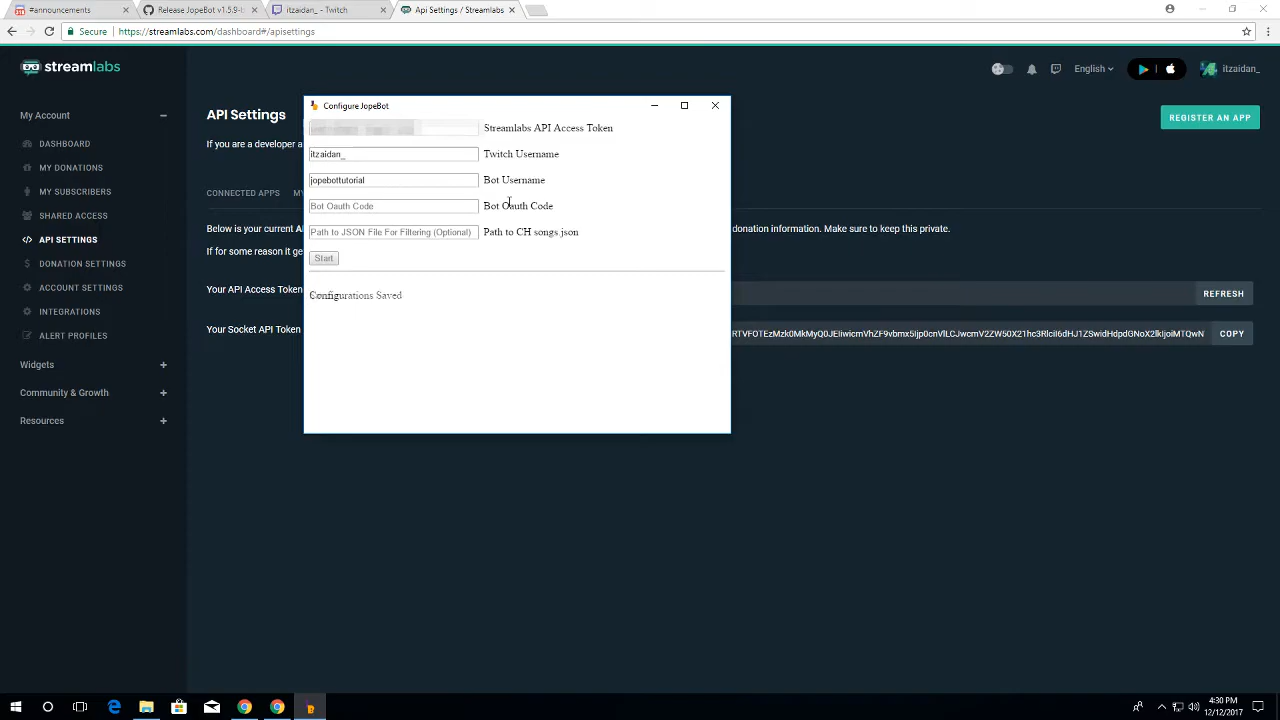 #announcements
Release JopeBot v1.5.9-b
itzaidan_ - Twitch
Api Settings / Streamlabs
Secure
https://streamlabs.com/dashboard#/apisettings
streamlabs
English
itzaidan_
My Account
DASHBOARD
MY DONATIONS
MY SUBSCRIBERS
SHARED ACCESS
API SETTINGS
DONATION SETTINGS
ACCOUNT SETTINGS
INTEGRATIONS
ALERT PROFILES
Widgets
Community & Growth
Resources
API Settings
REGISTER AN APP
If you are a developer a
CONNECTED APPS MY
Below is your current A
donation information. Make sure to keep this private.
If for some reason it ge
Your API Access Token
REFRESH
Your Socket API Token
COPY
Configure JopeBot
Streamlabs API Access Token
itzaidan_ Twitch Username
jopebottutorial Bot Username
Bot Oauth Code Bot Oauth Code
Path to JSON File For Filtering (Optional) Path to CH songs.json
Start
Configurations Saved
4:30 PM
12/12/2017